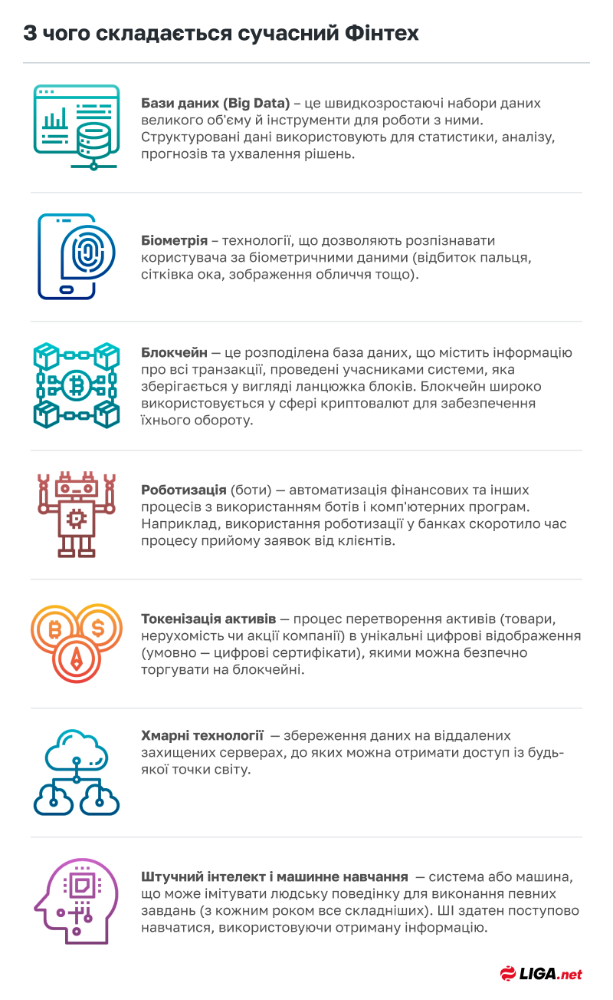 З чого складається сучасний Фінтех
Бази даних (Big Data) – це швидкозростаючі набори даних
великого об'єму й інструменти для роботи з ними.
Структуровані дані використовують для статистики, аналізу,
прогнозів та ухвалення рішень.
Біометрія – технології, що дозволяють розпізнавати
користувача за біометричними даними (відбиток пальця,
сітківка ока, зображення обличчя тощо).
Блокчейн — це розподілена база даних, що містить інформацію
про всі транзакції, проведені учасниками системи, яка
зберігається у вигляді ланцюжка блоків. Блокчейн широко
використовується у сфері криптовалют для забезпечення
їхнього обороту.
Роботизація (боти) — автоматизація фінансових та інших
процесів з використанням ботів і комп'ютерних програм.
Наприклад, використання роботизації у банках скоротило час
процесу прийому заявок від клієнтів.
Токенізація активів — процес перетворення активів (товари,
нерухомість чи акції компанії) в унікальні цифрові відображення
(умовно — цифрові сертифікати), якими можна безпечно
торгувати на блокчейні.
Хмарні технології — збереження даних на віддалених
захищених серверах, до яких можна отримати доступ із будь-
якої точки світу.
Штучний інтелект і машинне навчання — система або машина,
що може імітувати людську поведінку для виконання певних
завдань (з кожним роком все складніших). ШІ здатен поступово
навчатися, використовуючи отриману інформацію.
LIGA.net